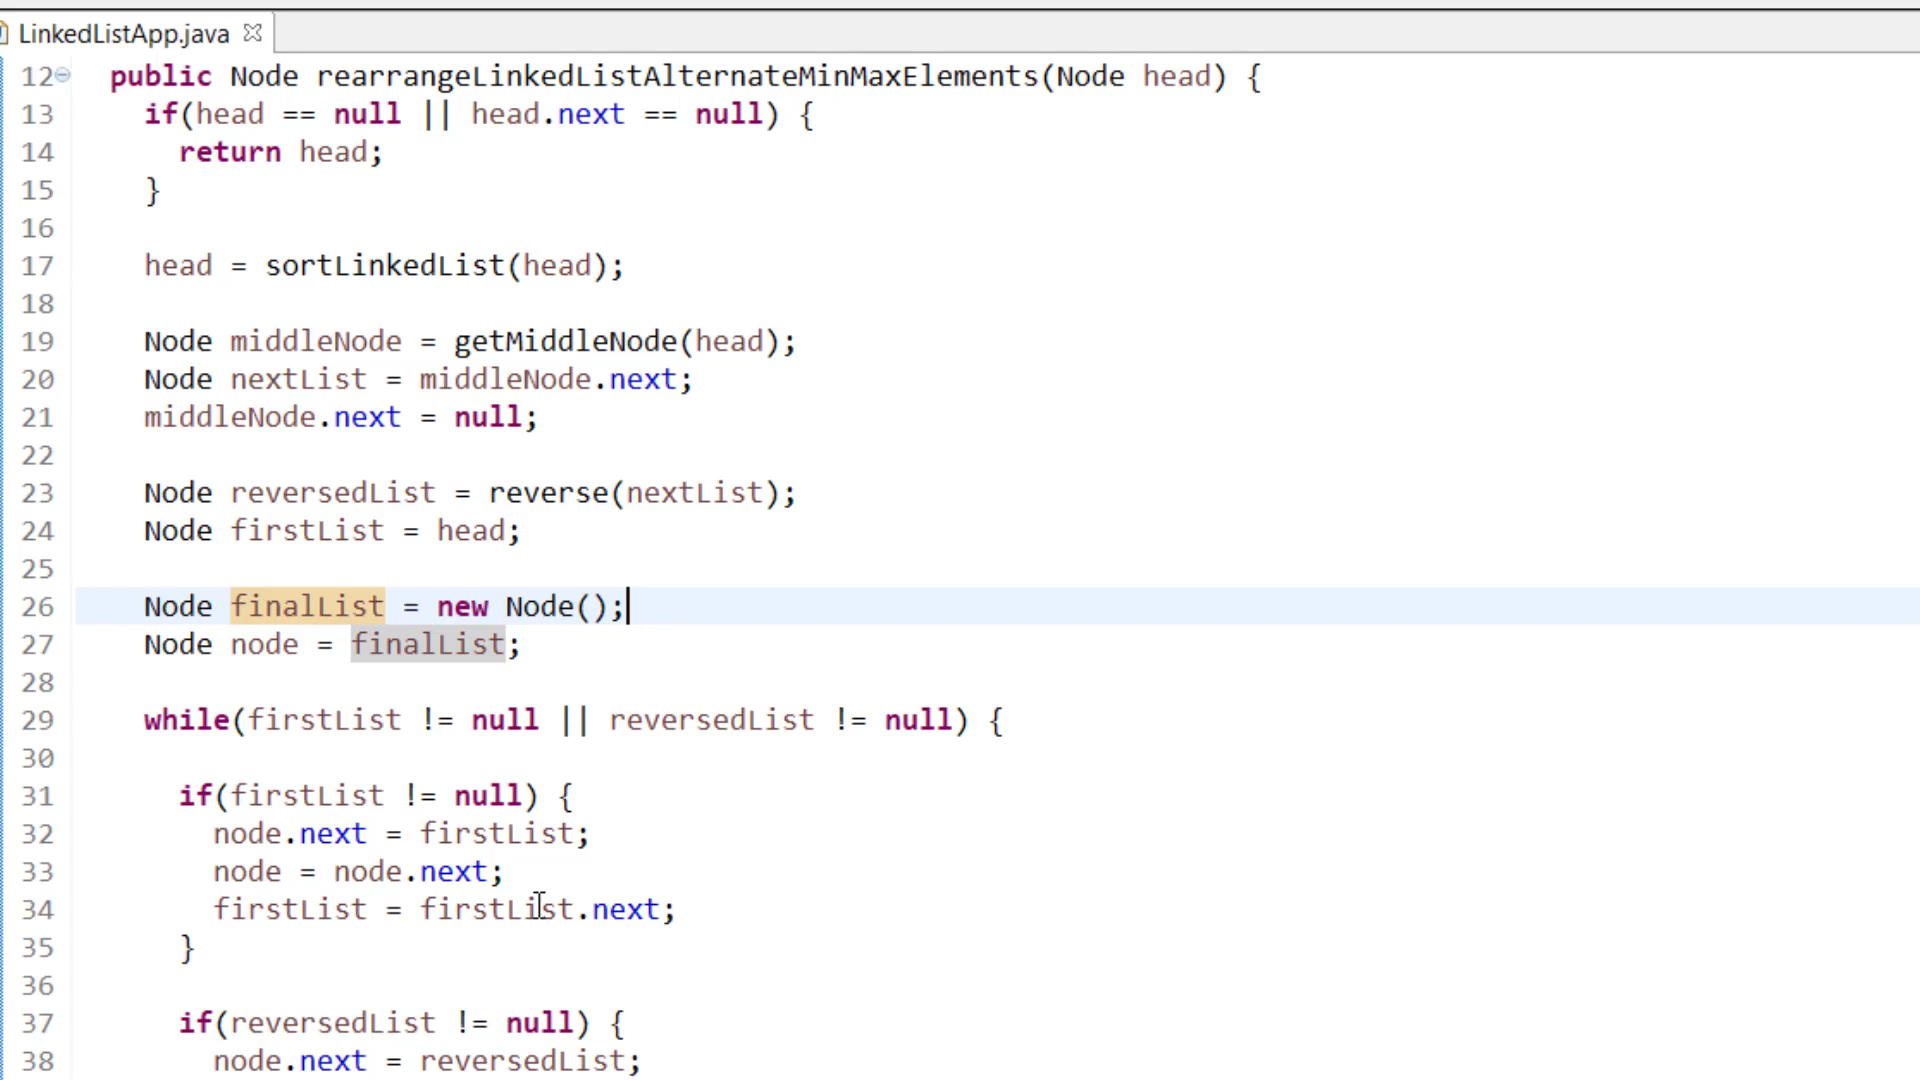 LinkedListApp.java
12 public Node rearrangeLinkedListAlternateMinMaxElements(Node head) {
13 if(head == null || head.next == null) {
14 return head;
15 }
16
17 head = sortLinkedList(head);
18
19 Node middleNode = getMiddleNode(head);
20 Node nextList = middleNode.next;
21 middleNode.next = null;
22
23 Node reversedList = reverse(nextList);
24 Node firstList = head;
25
26 Node finalList = new Node();
27 Node node = finalList;
28
29 while(firstList != null || reversedList != null) {
30
31 if(firstList != null) {
32 node.next = firstList;
33 node = node.next;
34 firstList = firstList.next;
35 }
36
37 if(reversedList != null) {
38 node.next = reversedList;